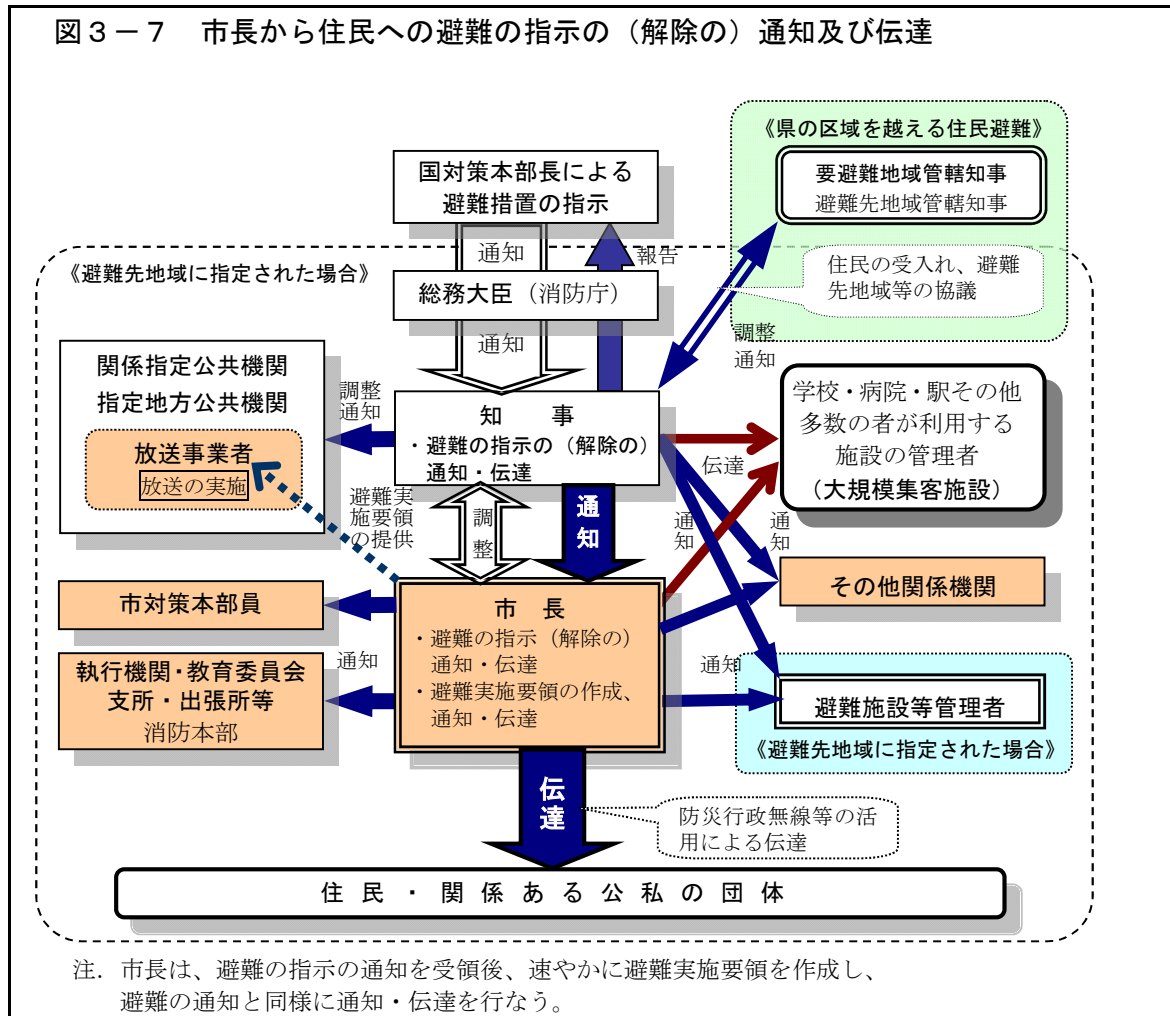 図３－７ 市長から住民への避難の指示の（解除の）通知及び伝達
《県の区域を越える住民避難》
要避難地域管轄知事
避難先地域管轄知事
国対策本部長による
避難措置の指示
通知
報告
住民の受入れ、避難
先地域等の協議
《避難先地域に指定された場合》
総務大臣（消防庁）
通知
調整
通知
関係指定公共機関
指定地方公共機関
放送事業者
放送の実施
調整
通知
知 事
・避難の指示の（解除の）
通知・伝達
学校・病院・駅その他
多数の者が利用する
施設の管理者
（大規模集客施設）
伝達
避難実
施要領
の提供
調
整
通
知
通
知
通
知
その他関係機関
市対策本部員
市 長
・避難の指示（解除の）
通知・伝達
・避難実施要領の作成、
通知・伝達
執行機関・教育委員会
支所・出張所等
消防本部
通知
通知
避難施設等管理者
《避難先地域に指定された場合》
伝
達
防災行政無線等の活
用による伝達
住 民 ・ 関 係 あ る 公 私 の 団 体
注．市長は、避難の指示の通知を受領後、速やかに避難実施要領を作成し、
避難の通知と同様に通知・伝達を行なう。